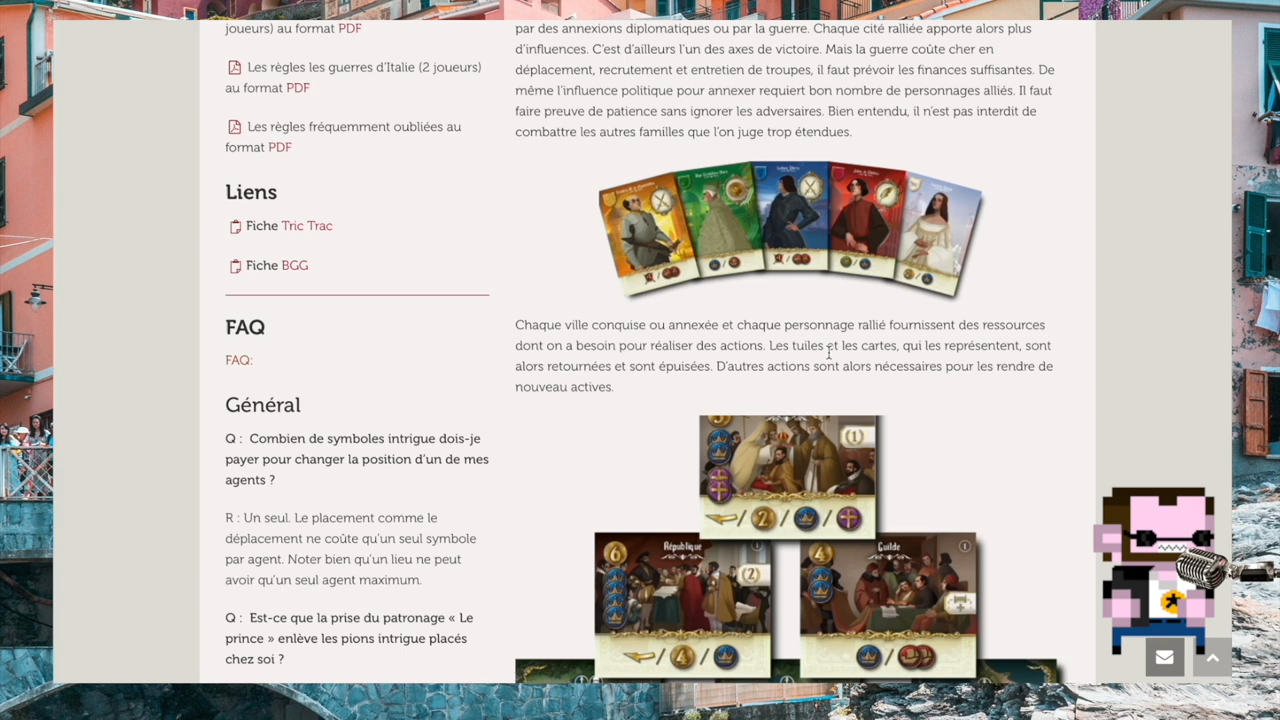 joueurs) au format PDF
Les règles les guerres d'Italie (2 joueurs)
au format PDF
Les règles fréquemment oubliées au
format PDF
Liens
Fiche Tric Trac
Fiche BGG
FAQ
FAQ:
Général
Q : Combien de symboles intrigue dois-je
payer pour changer la position d'un de mes
agents ?
R : Un seul. Le placement comme le
déplacement ne coûte qu'un seul symbole
par agent. Noter bien qu'un lieu ne peut
avoir qu'un seul agent maximum.
Q : Est-ce que la prise du patronage « Le
prince » enlève les pions intrigue placés
chez soi ?
par des annexions diplomatiques ou par la guerre. Chaque cité ralliée apporte alors plus
d'influences. C'est d'ailleurs l'un des axes de victoire. Mais la guerre coûte cher en
déplacement, recrutement et entretien de troupes, il faut prévoir les finances suffisantes. De
même l'influence politique pour annexer requiert bon nombre de personnages alliés. Il faut
faire preuve de patience sans ignorer les adversaires. Bien entendu, il n'est pas interdit de
combattre les autres familles que l'on juge trop étendues.
Chaque ville conquise ou annexée et chaque personnage rallié fournissent des ressources
dont on a besoin pour réaliser des actions. Les tuiles et les cartes, qui les représentent, sont
alors retournées et sont épuisées. D'autres actions sont alors nécessaires pour les rendre de
nouveau actives.
(1)
/ 2 /
6 République 1
(2)
/ 4 /
4 Guilde 1